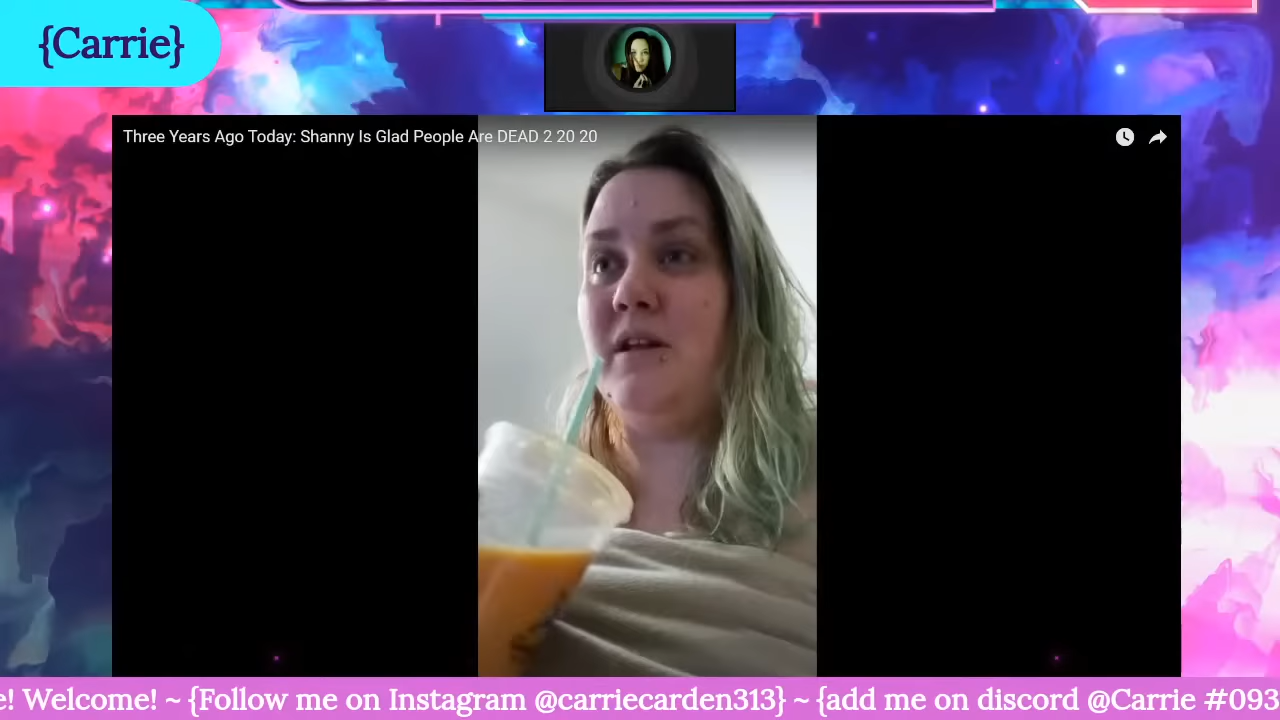 {Carrie}
Three Years Ago Today: Shanny Is Glad People Are DEAD 2 20 20
e! Welcome! ~ {Follow me on Instagram @carriecarden313} ~ {add me on discord @Carrie #093